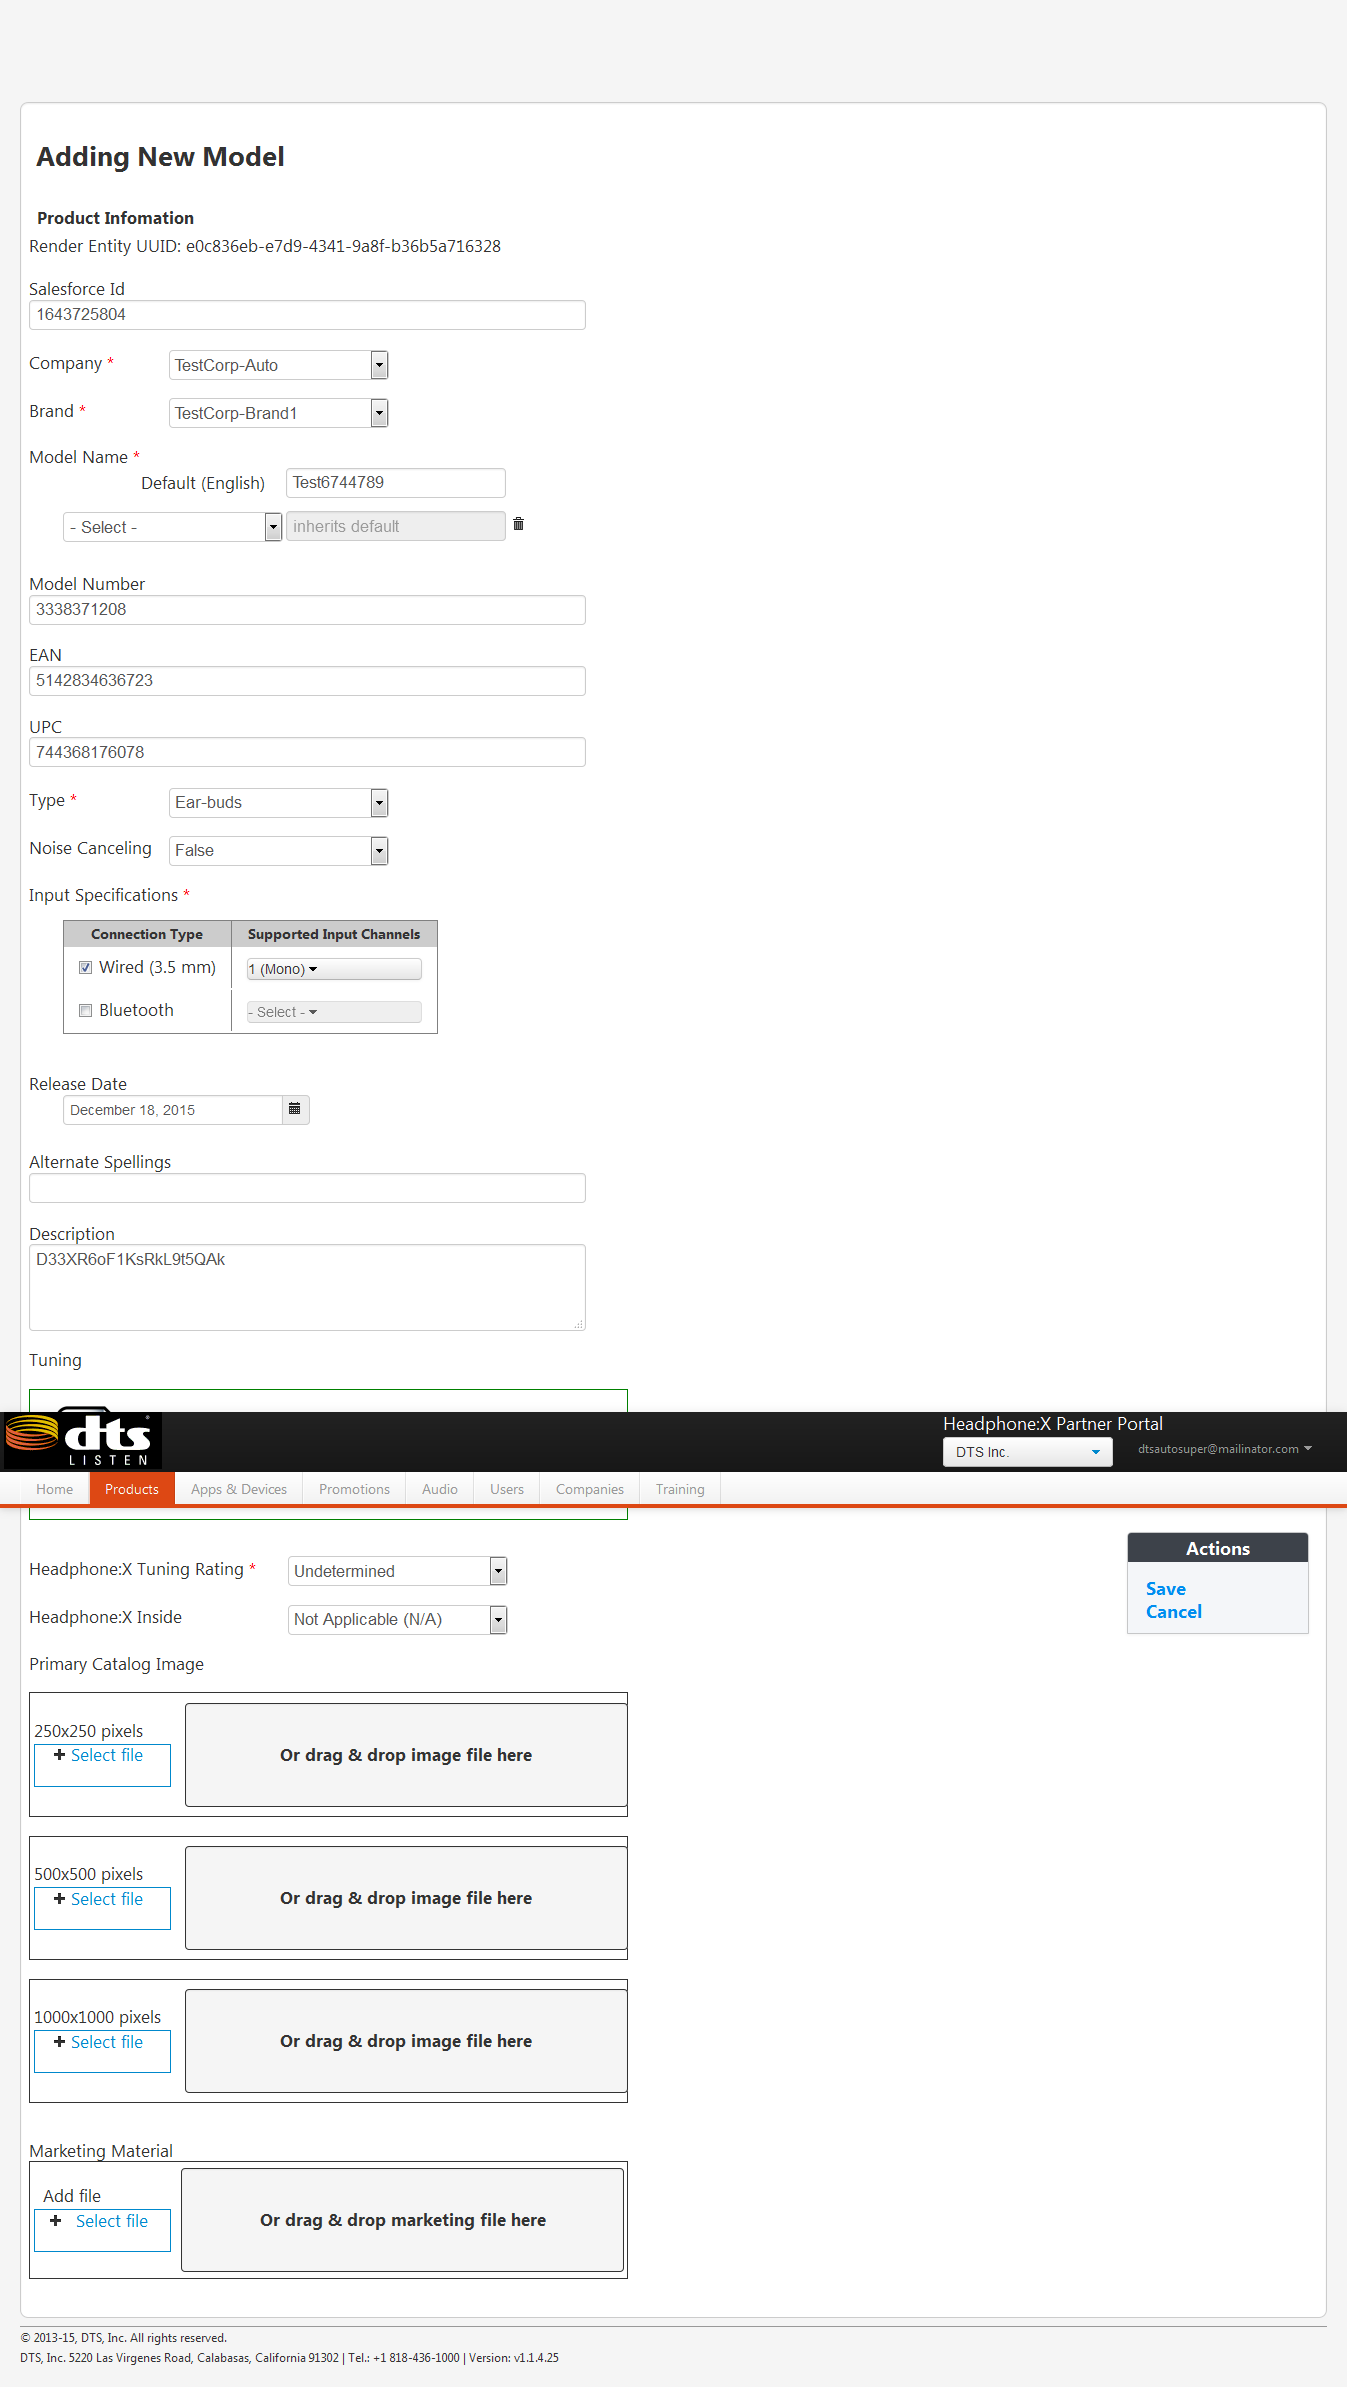 Adding New Model
Product Infomation
Render Entity UUID: e0c836eb-e7d9-4341-9a8f-b36b5a716328
Salesforce Id
1643725804
Company * TestCorp-Auto
Brand * TestCorp-Brand1
Model Name *
Default (English) Test6744789
- Select - inherits default
Model Number
3338371208
EAN
5142834636723
UPC
744368176078
Type * Ear-buds
Noise Canceling False
Input Specifications *
Connection Type Supported Input Channels
Wired (3.5 mm) 1 (Mono)
Bluetooth - Select -
Release Date
December 18, 2015
Alternate Spellings
Description
D33XR6oF1KsRkL9t5QAk
Tuning
dts
LISTEN
Headphone:X Partner Portal
DTS Inc. dtsautosuper@mailinator.com
Home Products Apps & Devices Promotions Audio Users Companies Training
Actions
Save
Cancel
Headphone:X Tuning Rating * Undetermined
Headphone:X Inside Not Applicable (N/A)
Primary Catalog Image
250x250 pixels
+ Select file
Or drag & drop image file here
500x500 pixels
+ Select file
Or drag & drop image file here
1000x1000 pixels
+ Select file
Or drag & drop image file here
Marketing Material
Add file
+ Select file
Or drag & drop marketing file here
© 2013-15, DTS, Inc. All rights reserved.
DTS, Inc. 5220 Las Virgenes Road, Calabasas, California 91302 | Tel.: +1 818-436-1000 | Version: v1.1.4.25